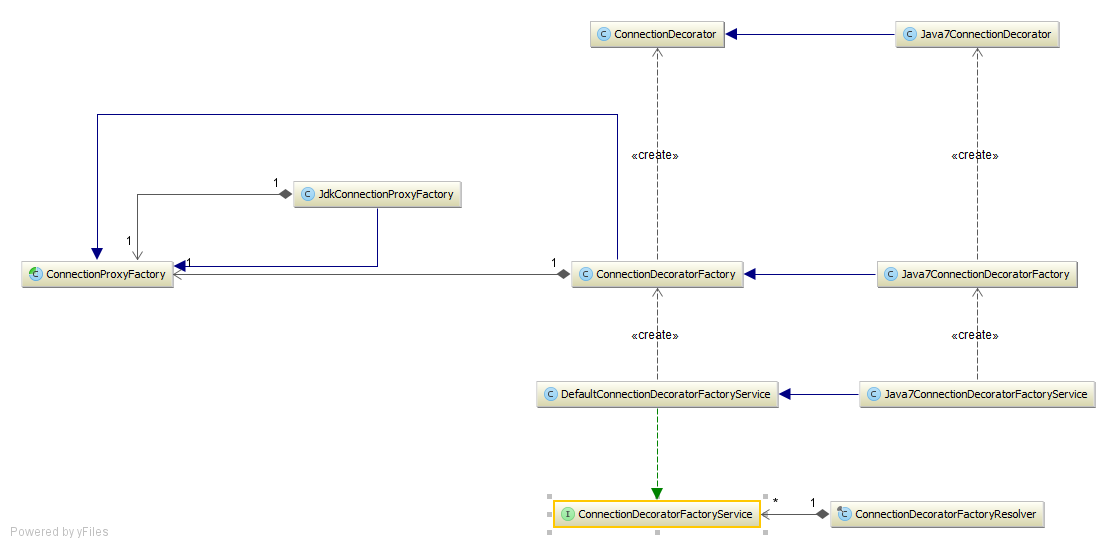 ConnectionDecorator
Java7ConnectionDecorator
«create»
«create»
1
JdkConnectionProxyFactory
1
ConnectionProxyFactory
1
1
ConnectionDecoratorFactory
Java7ConnectionDecoratorFactory
«create»
«create»
DefaultConnectionDecoratorFactoryService
Java7ConnectionDecoratorFactoryService
*
1
ConnectionDecoratorFactoryService
ConnectionDecoratorFactoryResolver
Powered by yFiles